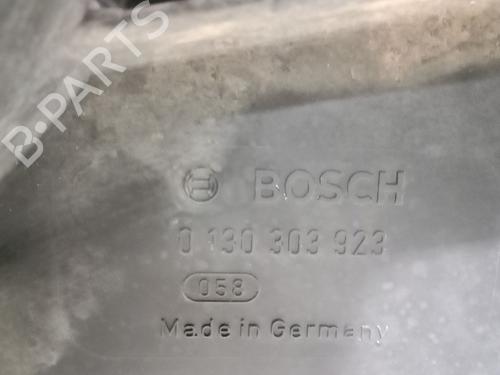 B-PARTS
BOSCH
0 130 303 923
058
Made in Germany